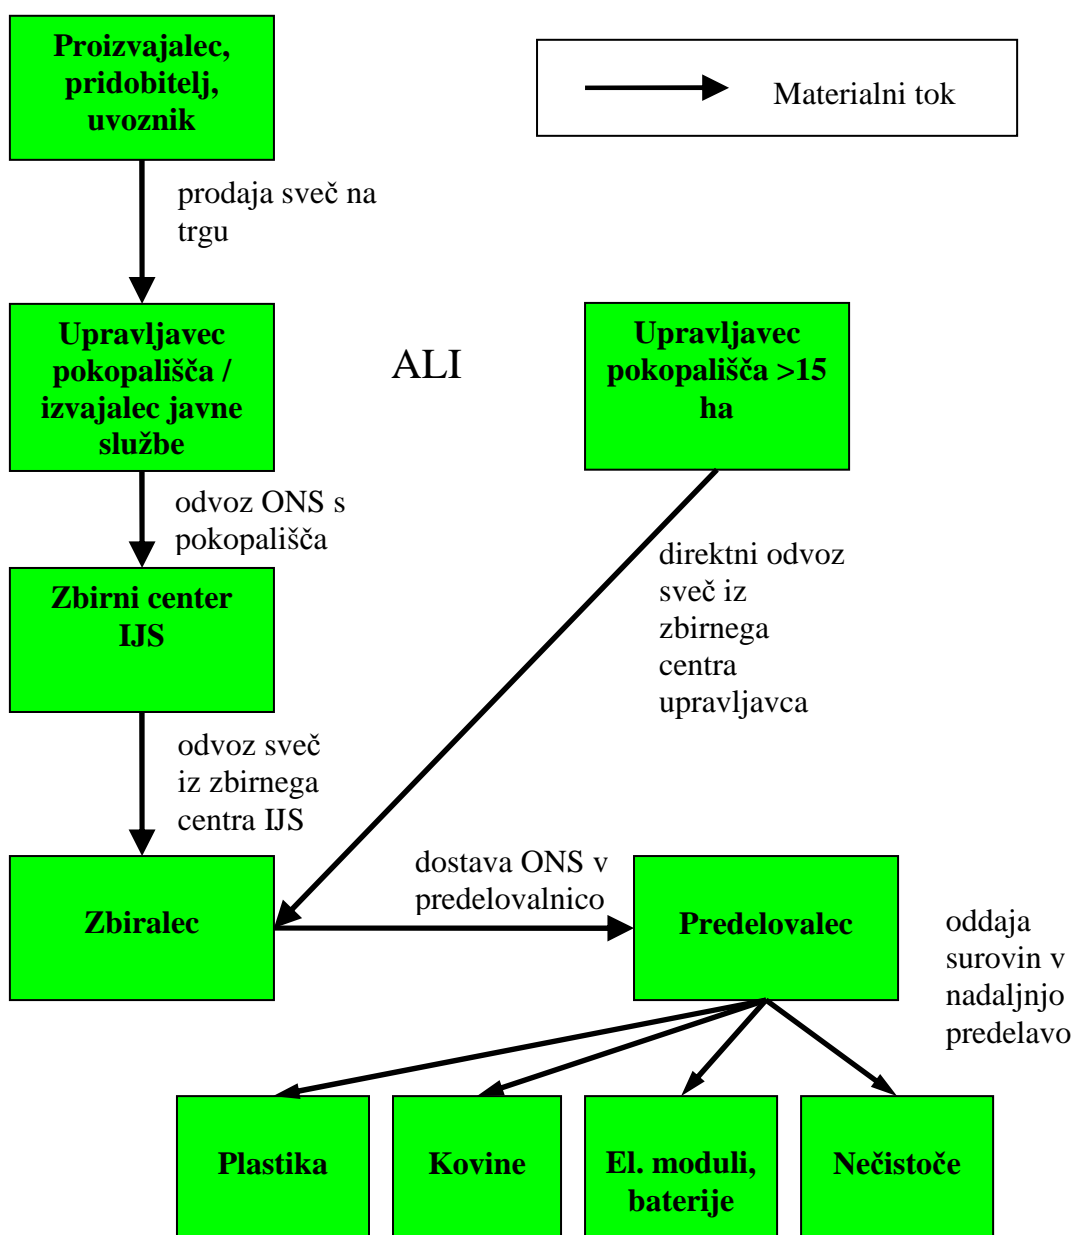 Proizvajalec,
pridobitelj,
uvoznik
Materialni tok
prodaja sveč na
trgu
Upravljavec
pokopališča /
izvajalec javne
službe
ALI
Upravljavec
pokopališča >15
ha
odvoz ONS s
pokopališča
direktni odvoz
sveč iz
zbirnega
centra
upravljavca
Zbirni center
IJS
odvoz sveč
iz zbirnega
centra IJS
Zbiralec
dostava ONS v
predelovalnico
Predelovalec
oddaja
surovin v
nadaljnjo
predelavo
Plastika
Kovine
El. moduli,
baterije
Nečistoče